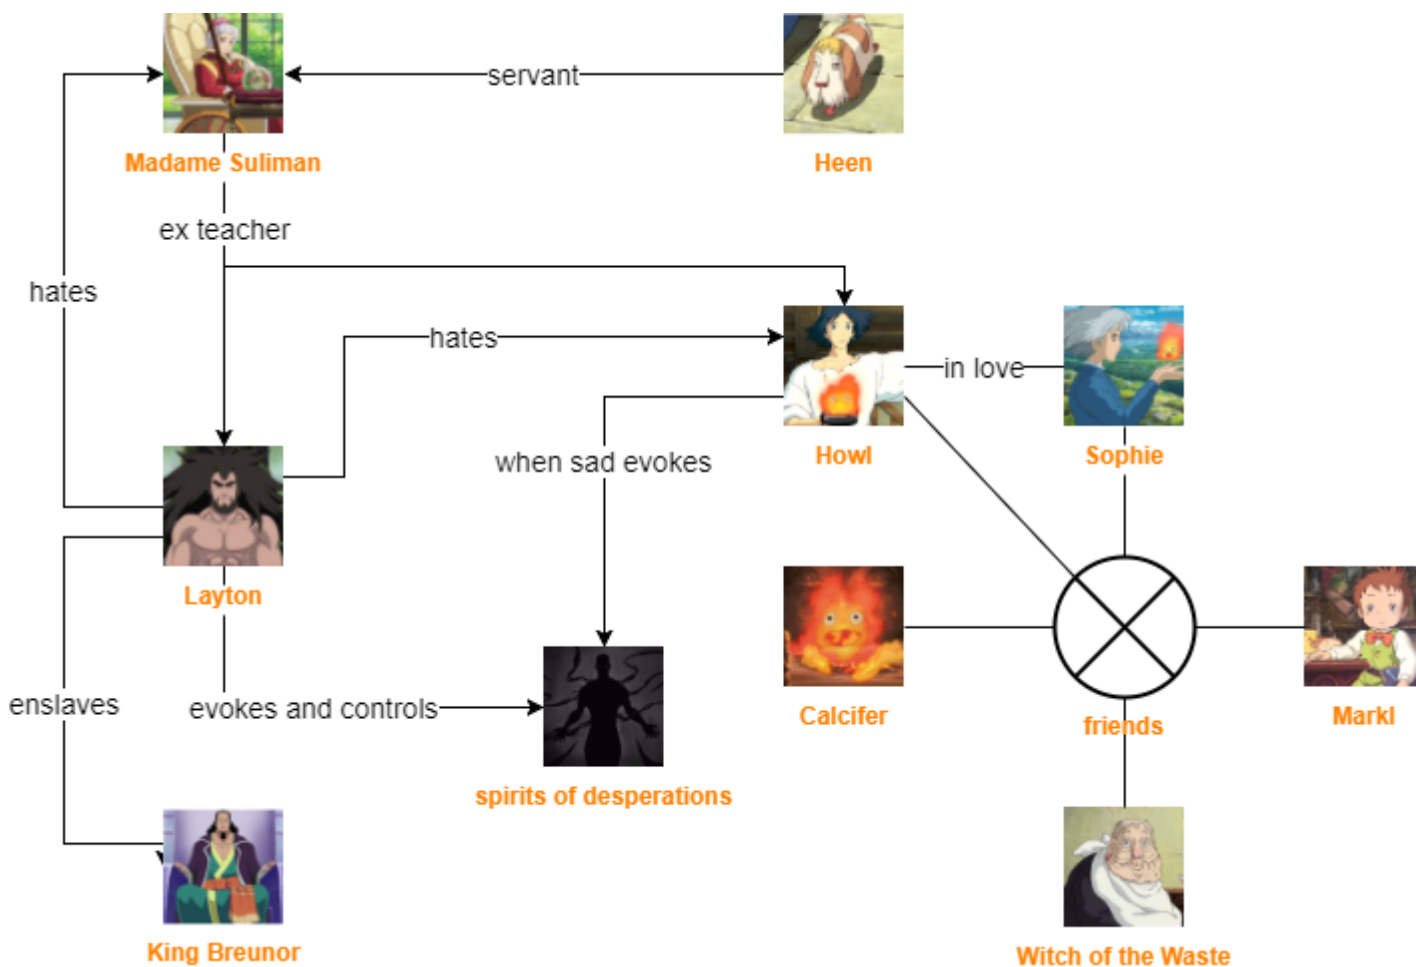 servant
Madame Suliman
Heen
ex teacher
hates
hates
in love
Howl
Sophie
when sad evokes
Layton
enslaves
evokes and controls
Calcifer
friends
Markl
spirits of desperations
King Breunor
Witch of the Waste